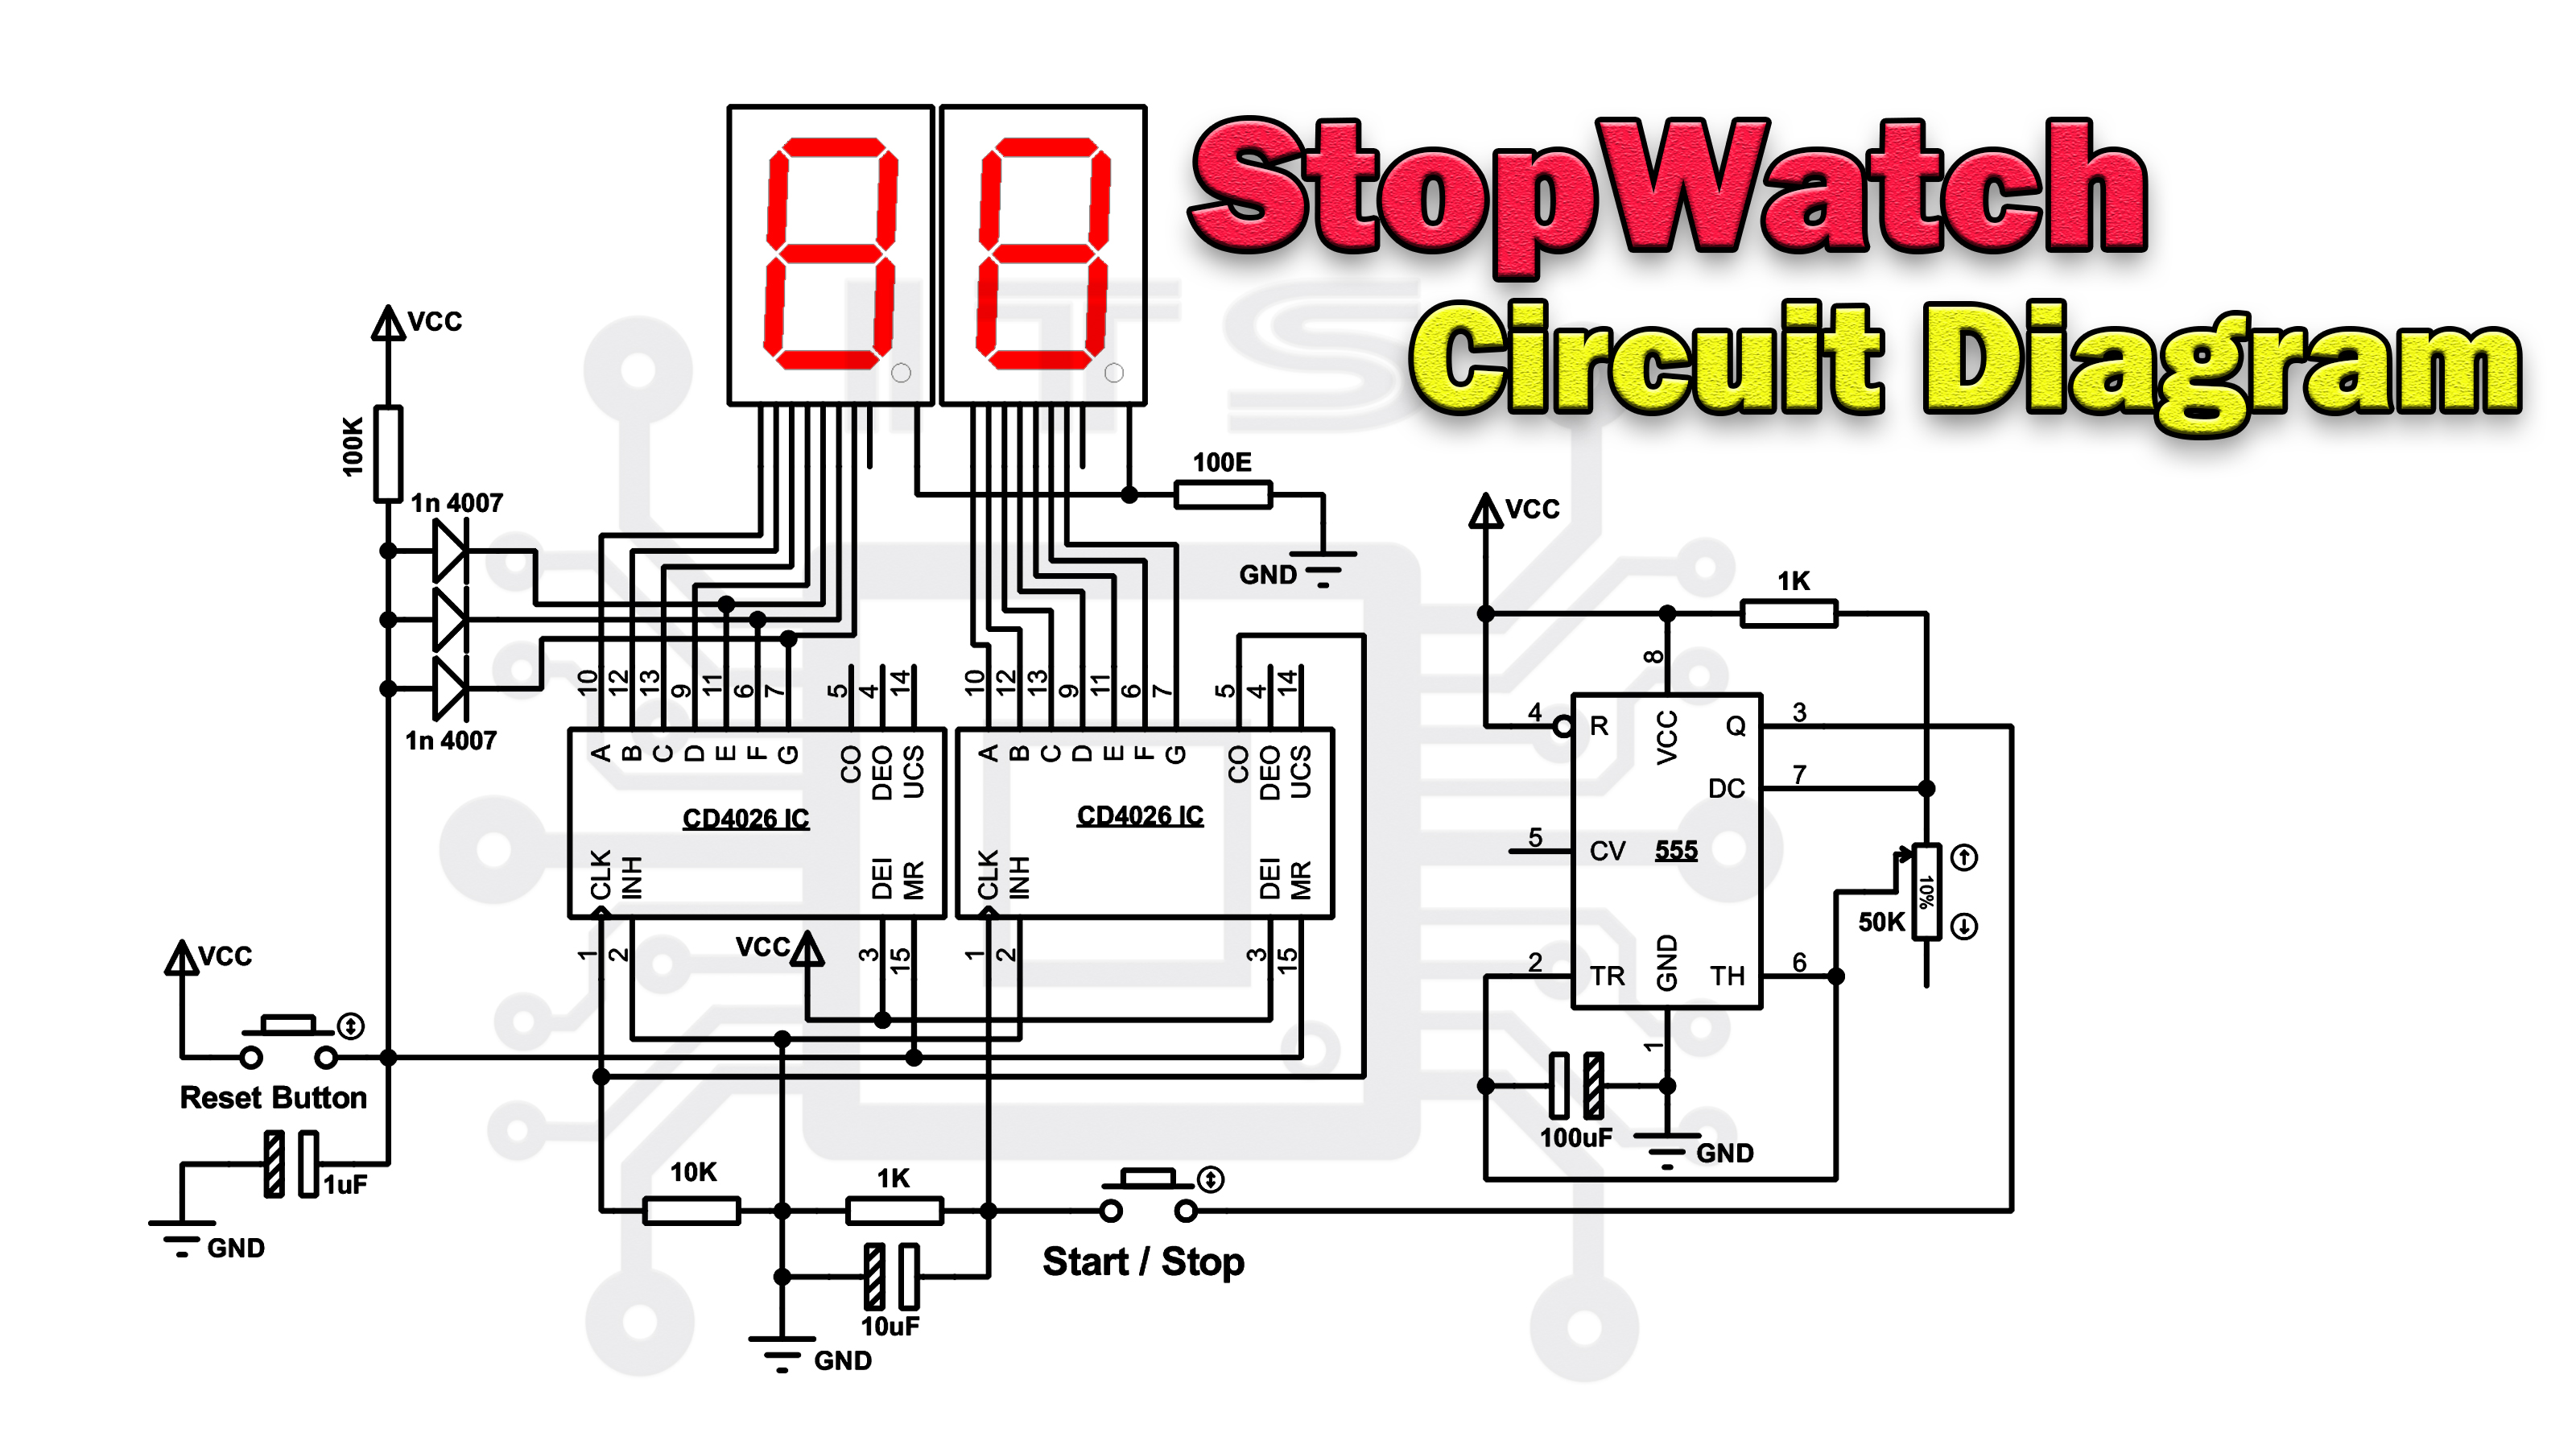 StopWatch
Circuit Diagram
ITS
VCC
100K
1n 4007
1n 4007
100E
GND
VCC
1K
10 12 13 9 11 6 7 5 4 14
A B C D E F G CO DEO UCS
CD4026 IC
CLK INH DEI MR
1 2 3 15
VCC
10 12 13 9 11 6 7 5 4 14
A B C D E F G CO DEO UCS
CD4026 IC
CLK INH DEI MR
1 2 3 15
8
4 R VCC Q 3
DC 7
5 CV 555
10%
50K
2 TR GND TH 6
1
100uF
GND
VCC
Reset Button
1uF
GND
10K
1K
10uF
GND
Start / Stop